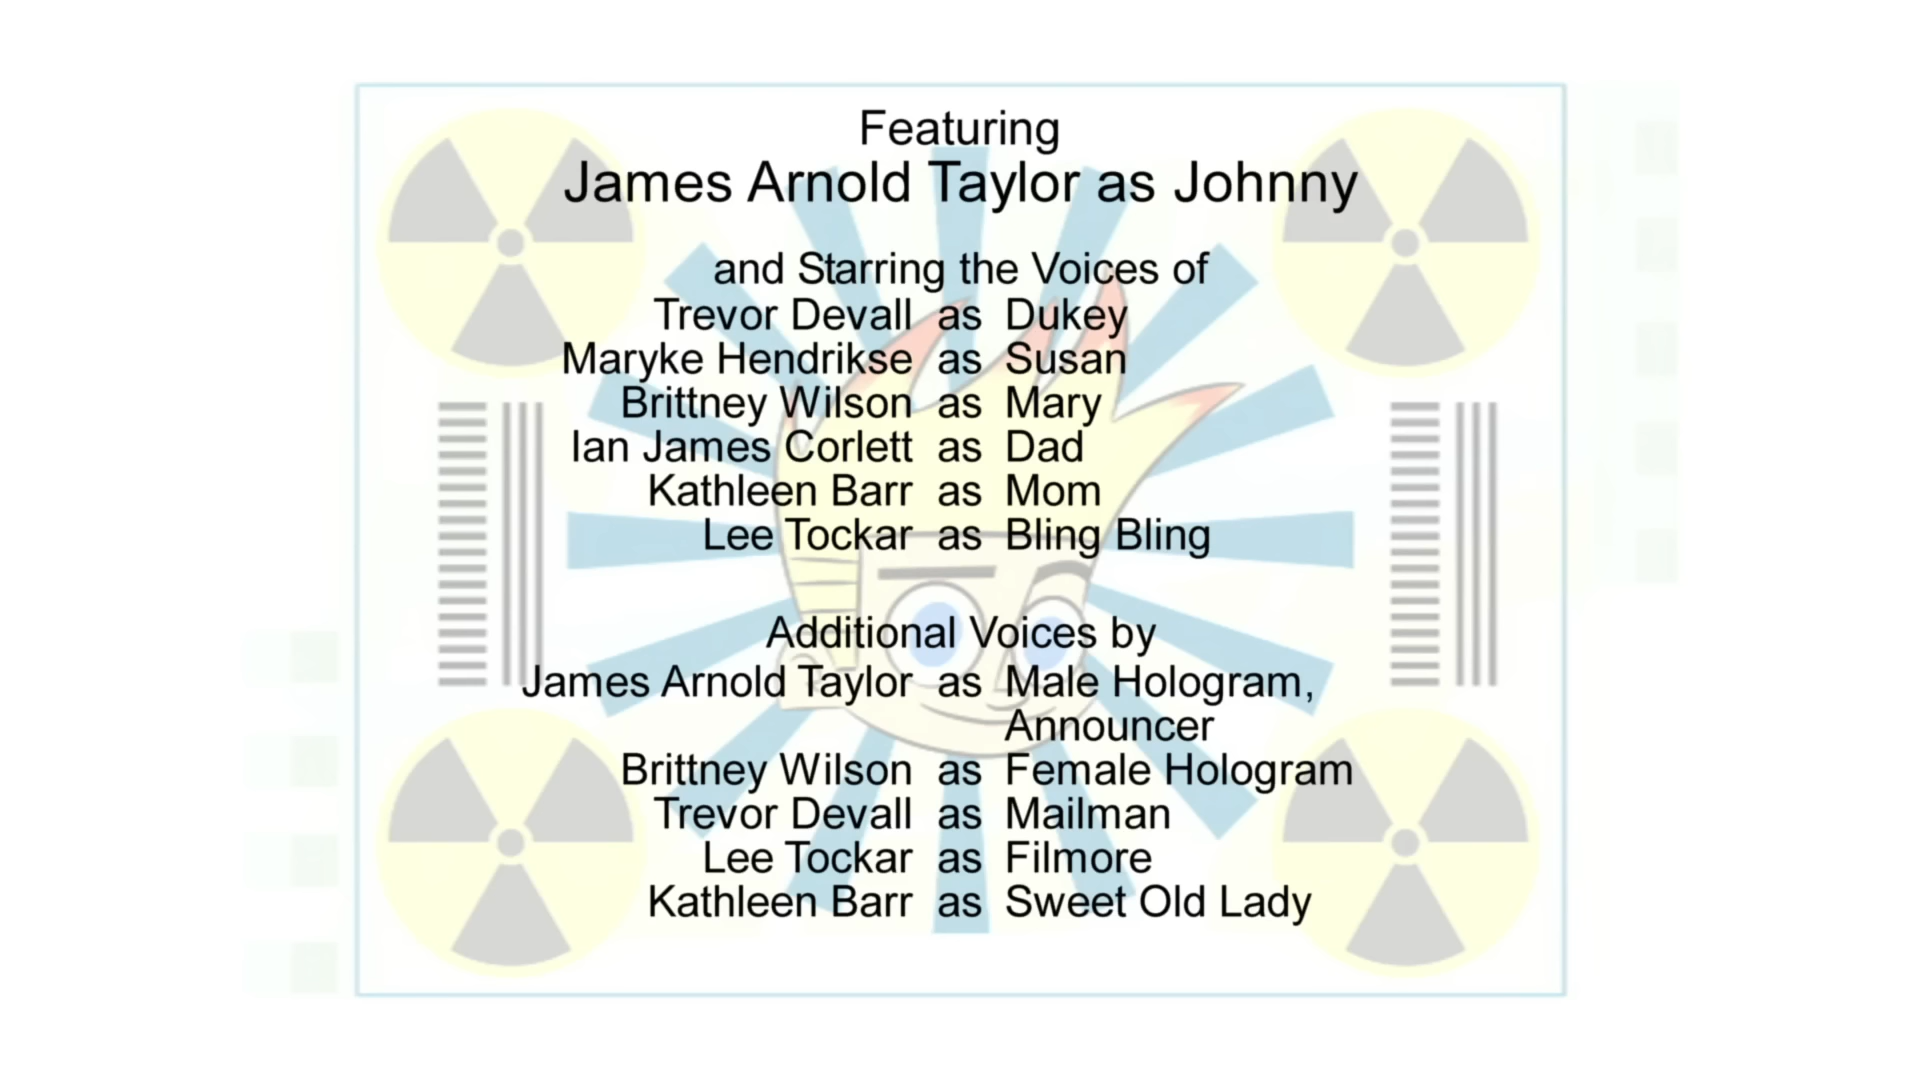 Featuring
James Arnold Taylor as Johnny
and Starring the Voices of
Trevor Devall as Dukey
Maryke Hendrikse as Susan
Brittney Wilson as Mary
Ian James Corlett as Dad
Kathleen Barr as Mom
Lee Tockar as Bling Bling
Additional Voices by
James Arnold Taylor as Male Hologram,
Announcer
Brittney Wilson as Female Hologram
Trevor Devall as Mailman
Lee Tockar as Filmore
Kathleen Barr as Sweet Old Lady